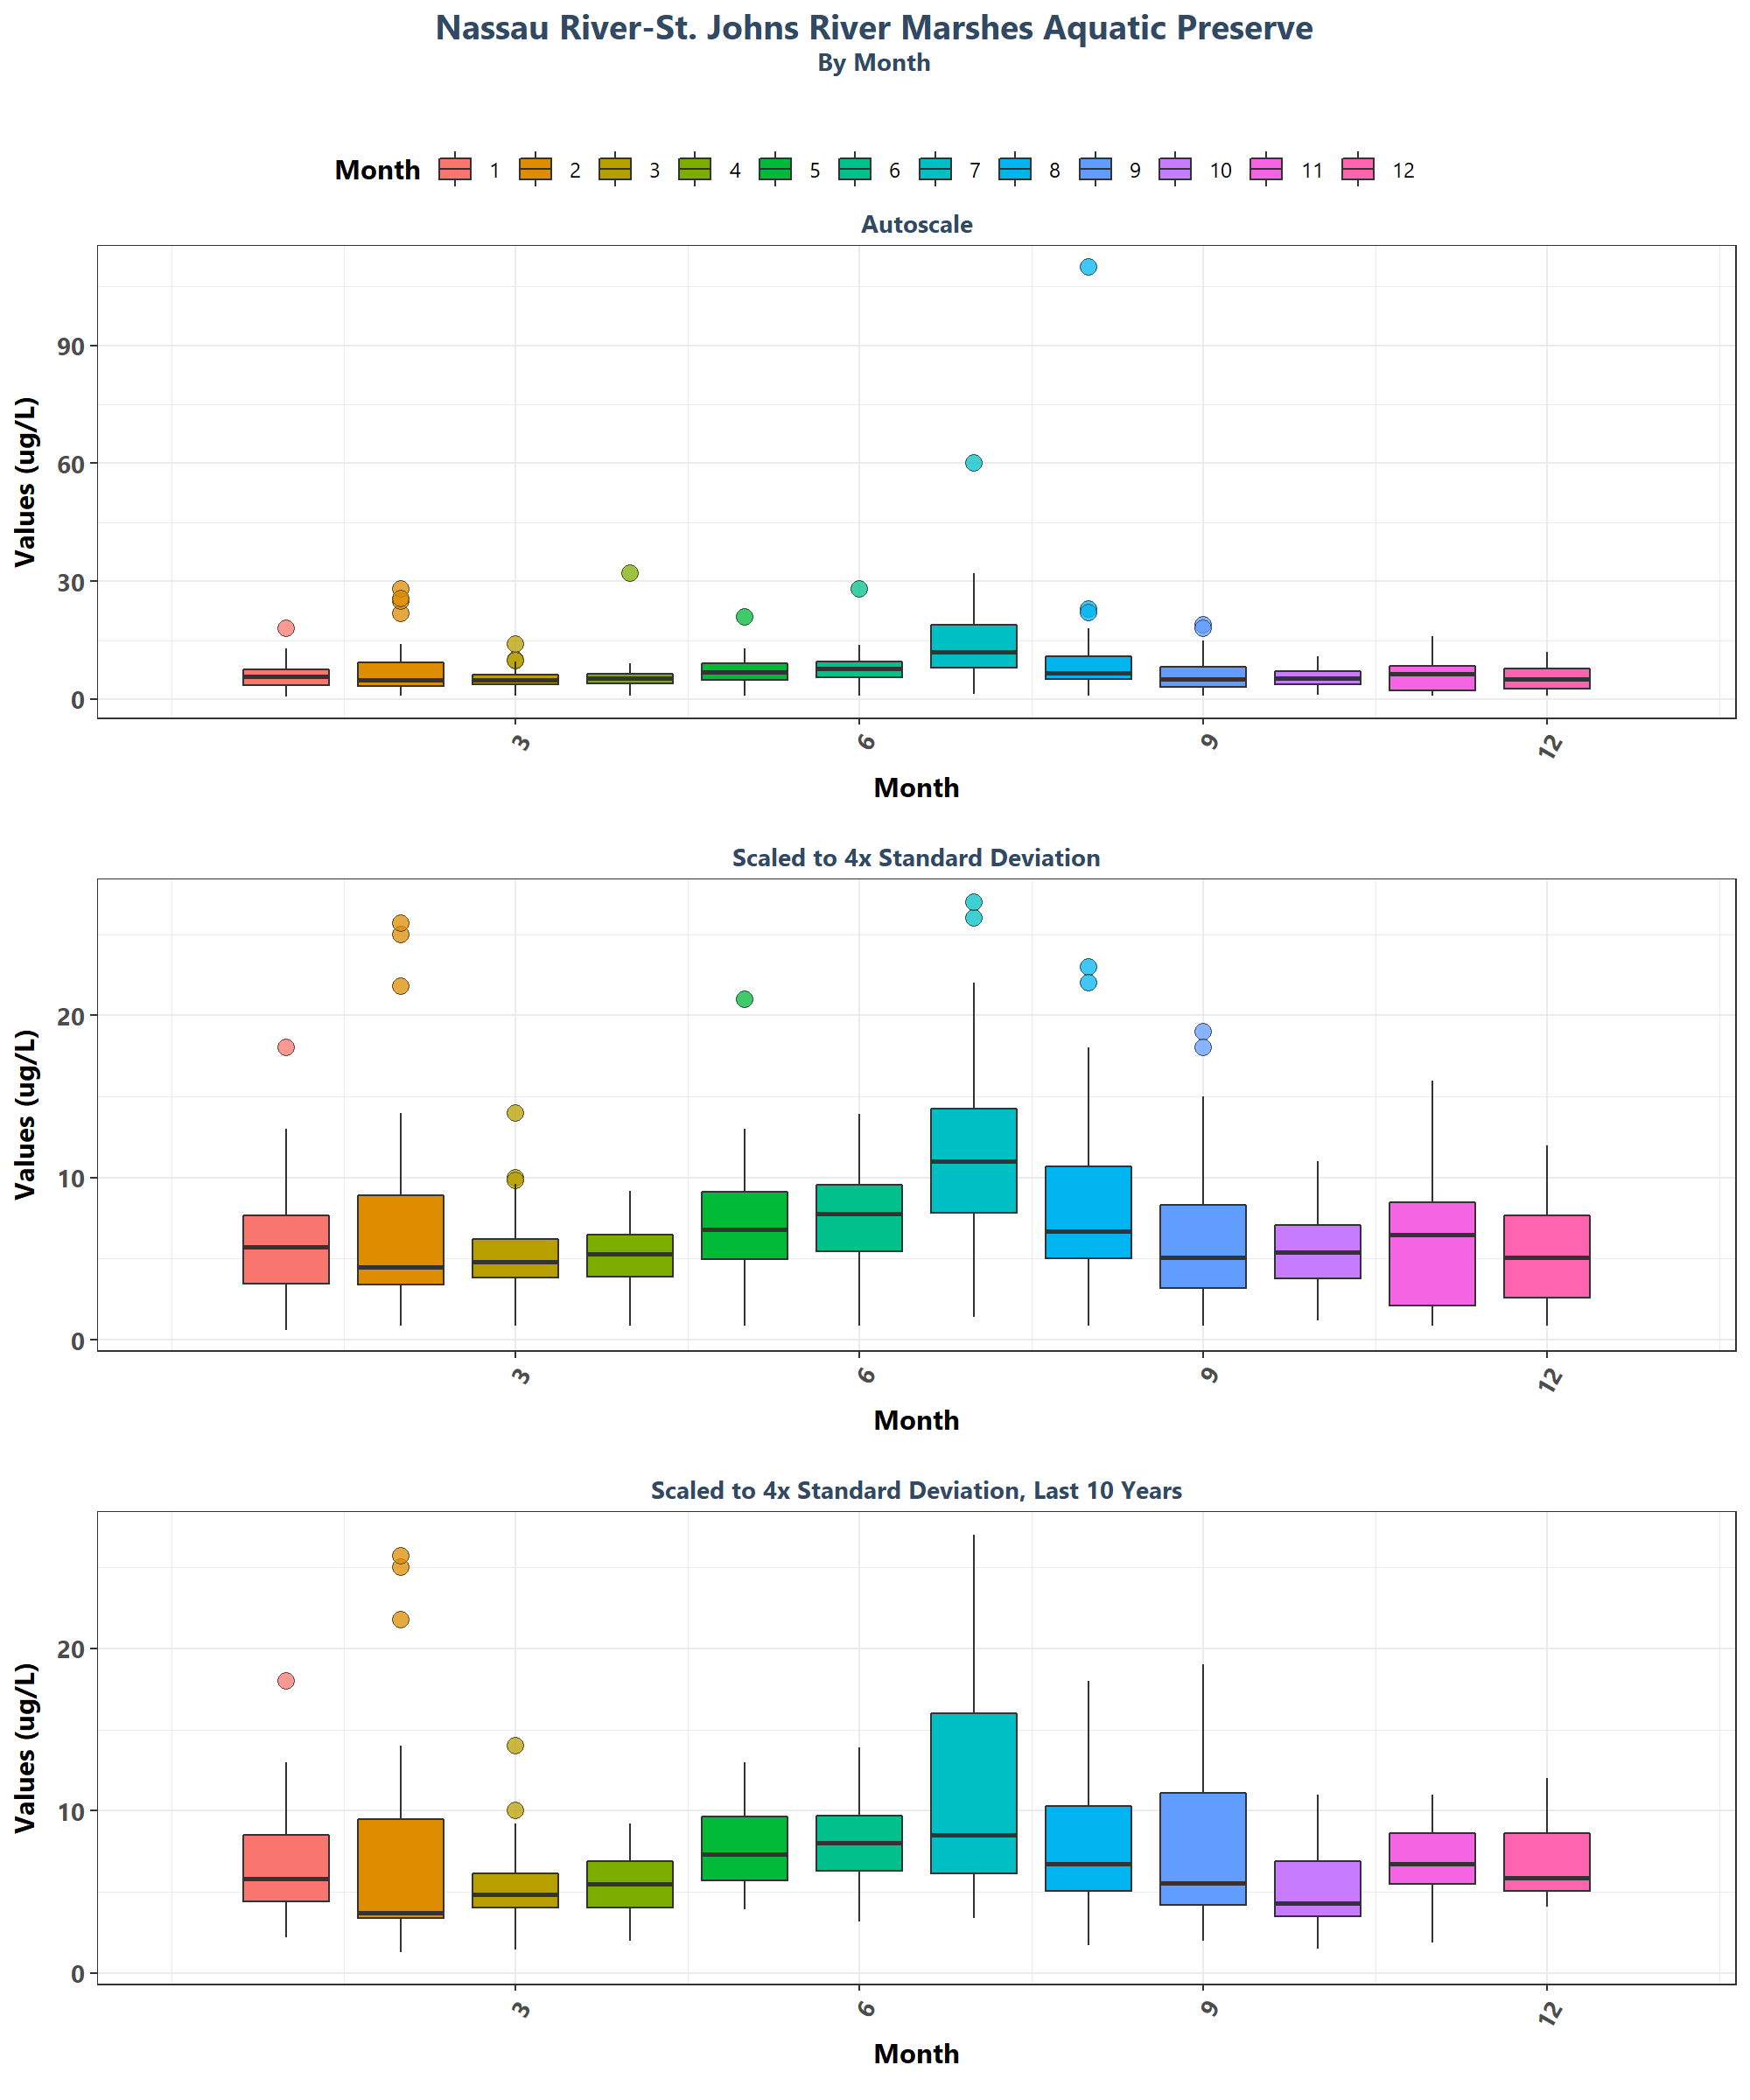 Nassau River-St. Johns River Marshes Aquatic Preserve
By Month
Month 1 2 3 4 5 6 7 8 9 10 11 12
Autoscale
Values (ug/L)
90
60
30
0
3 6 9 12
Month
Scaled to 4x Standard Deviation
Values (ug/L)
20
10
0
3 6 9 12
Month
Scaled to 4x Standard Deviation, Last 10 Years
Values (ug/L)
20
10
0
3 6 9 12
Month